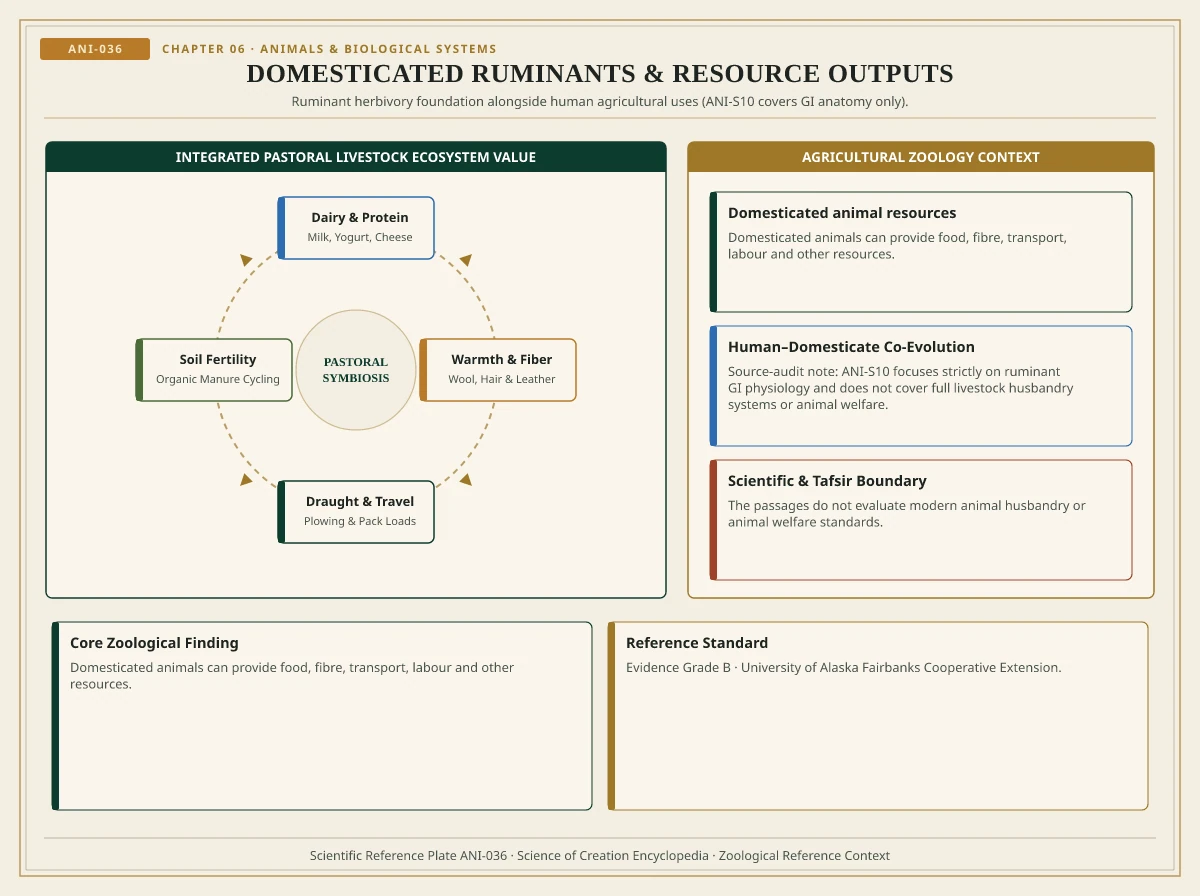 ANI-036
CHAPTER 06 · ANIMALS & BIOLOGICAL SYSTEMS
DOMESTICATED RUMINANTS & RESOURCE OUTPUTS
Ruminant herbivory foundation alongside human agricultural uses (ANI-S10 covers GI anatomy only).
INTEGRATED PASTORAL LIVESTOCK ECOSYSTEM VALUE
Dairy & Protein
Milk, Yogurt, Cheese
Soil Fertility
Organic Manure Cycling
PASTORAL
SYMBIOSIS
Warmth & Fiber
Wool, Hair & Leather
Draught & Travel
Plowing & Pack Loads
AGRICULTURAL ZOOLOGY CONTEXT
Domesticated animal resources
Domesticated animals can provide food, fibre, transport,
labour and other resources.
Human–Domesticate Co-Evolution
Source-audit note: ANI-S10 focuses strictly on ruminant
GI physiology and does not cover full livestock husbandry
systems or animal welfare.
Scientific & Tafsir Boundary
The passages do not evaluate modern animal husbandry or
animal welfare standards.
Core Zoological Finding
Domesticated animals can provide food, fibre, transport, labour and other
resources.
Reference Standard
Evidence Grade B · University of Alaska Fairbanks Cooperative Extension.
Scientific Reference Plate ANI-036 · Science of Creation Encyclopedia · Zoological Reference Context